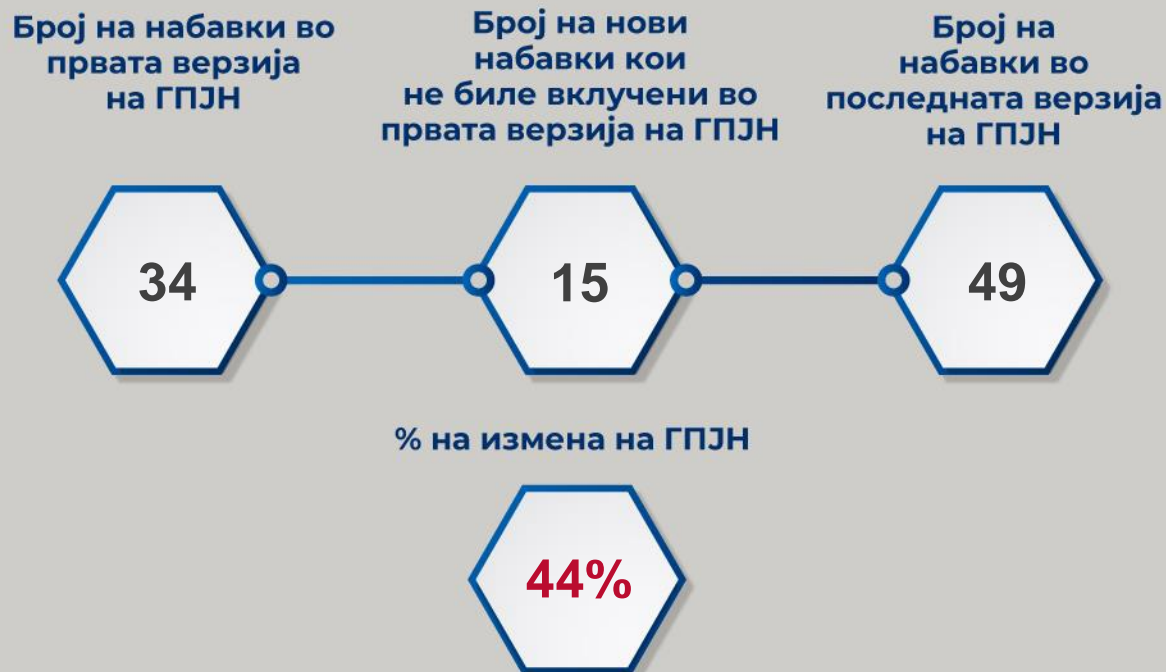 Број на набавки во
првата верзија
на ГПЈН
Број на нови
набавки кои
не биле вклучени во
првата верзија на ГПЈН
Број на
набавки во
последната верзија
на ГПЈН
34
15
49
% на измена на ГПЈН
44%